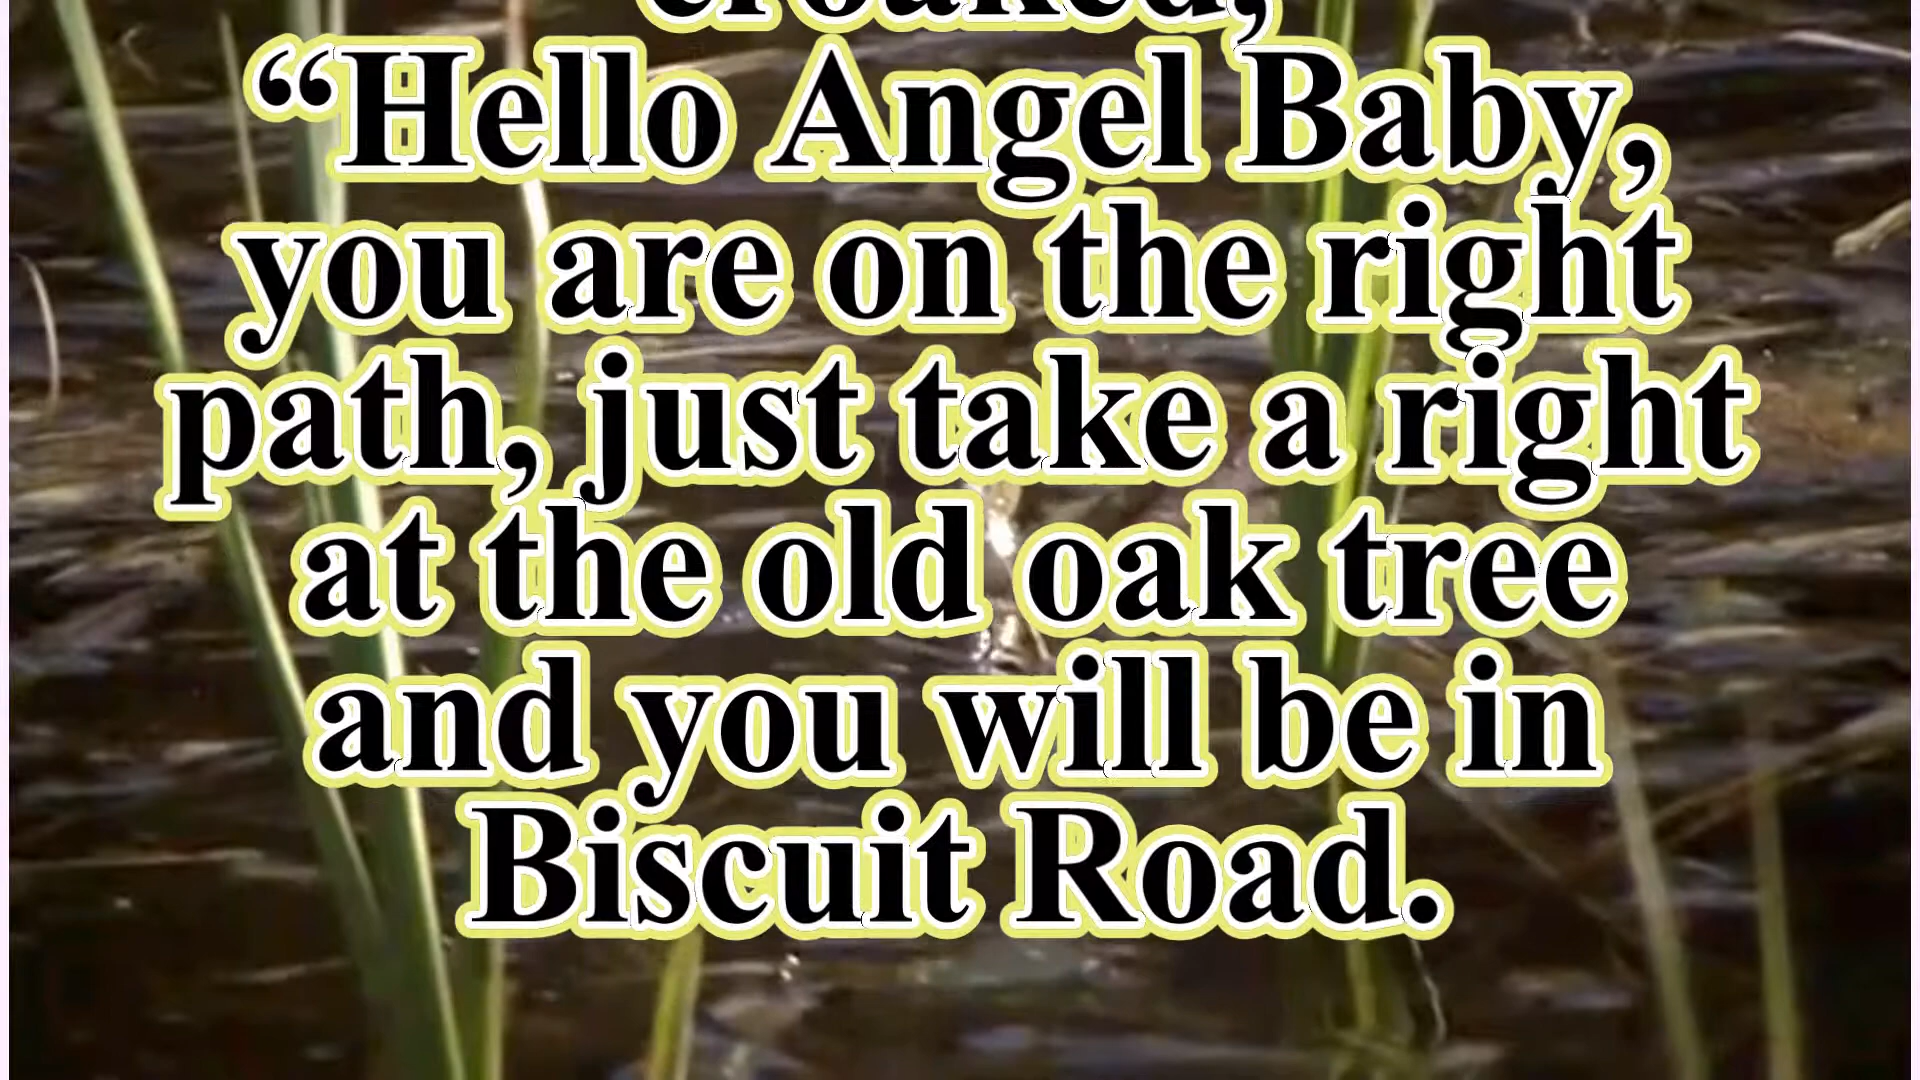 croaked,
“Hello Angel Baby,
you are on the right
path, just take a right
at the old oak tree
and you will be in
Biscuit Road.